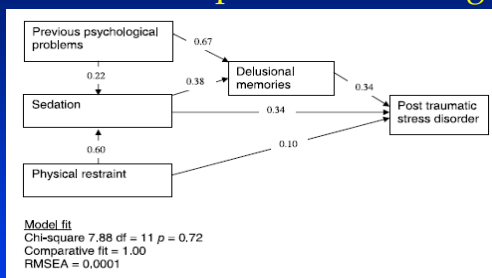 Previous psychological
problems
0.67
0.22
Delusional
memories
0.38
0.34
Sedation
0.34
Post traumatic
stress disorder
0.60
0.10
Physical restraint
Model fit
Chi-square 7.88 df = 11 p = 0.72
Comparative fit = 1.00
RMSEA = 0,0001